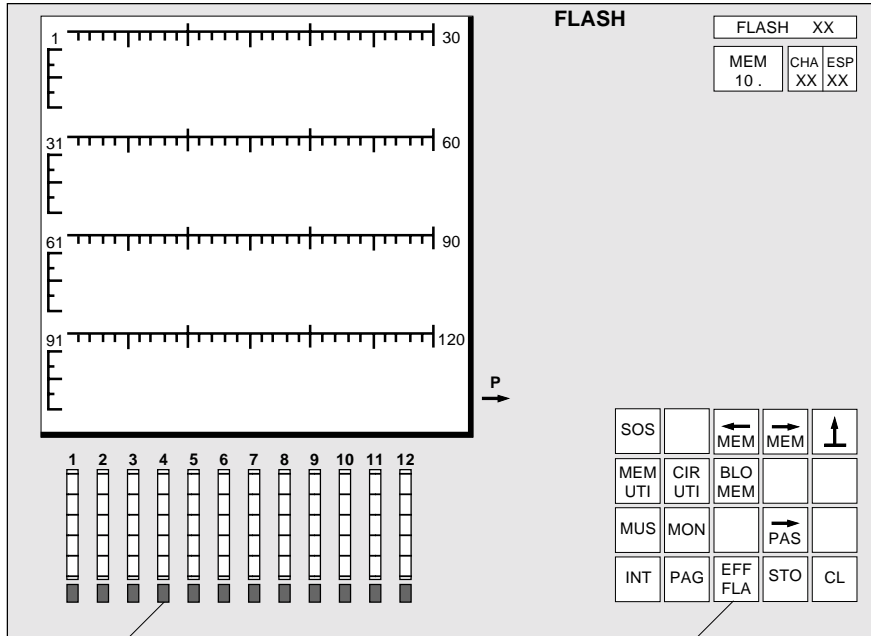 FLASH
FLASH XX
MEM 10 .
CHA XX
ESP XX
1 30
31 60
61 90
91 120
P
1 2 3 4 5 6 7 8 9 10 11 12
SOS MEM MEM
MEM UTI CIR UTI BLO MEM
MUS MON PAS
INT PAG EFF FLA STO CL